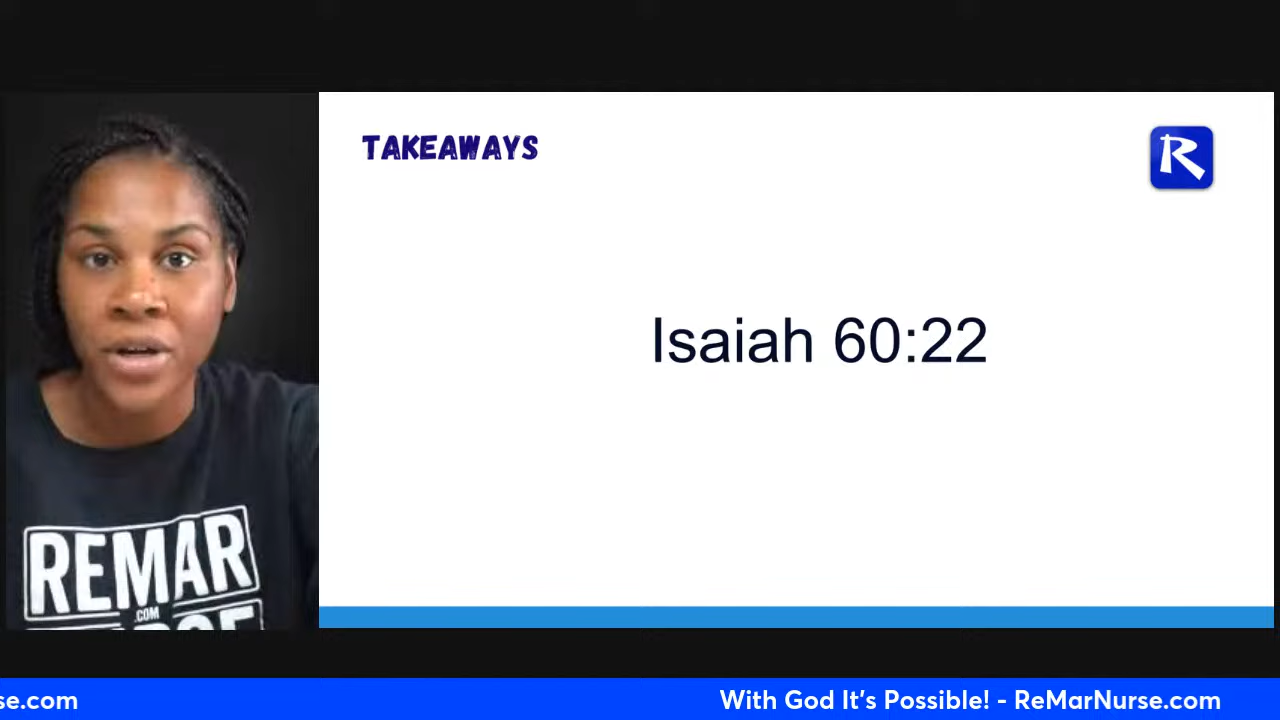 TAKEAWAYS
R
Isaiah 60:22
REMAR
.COM
se.com
With God It's Possible! - ReMarNurse.com